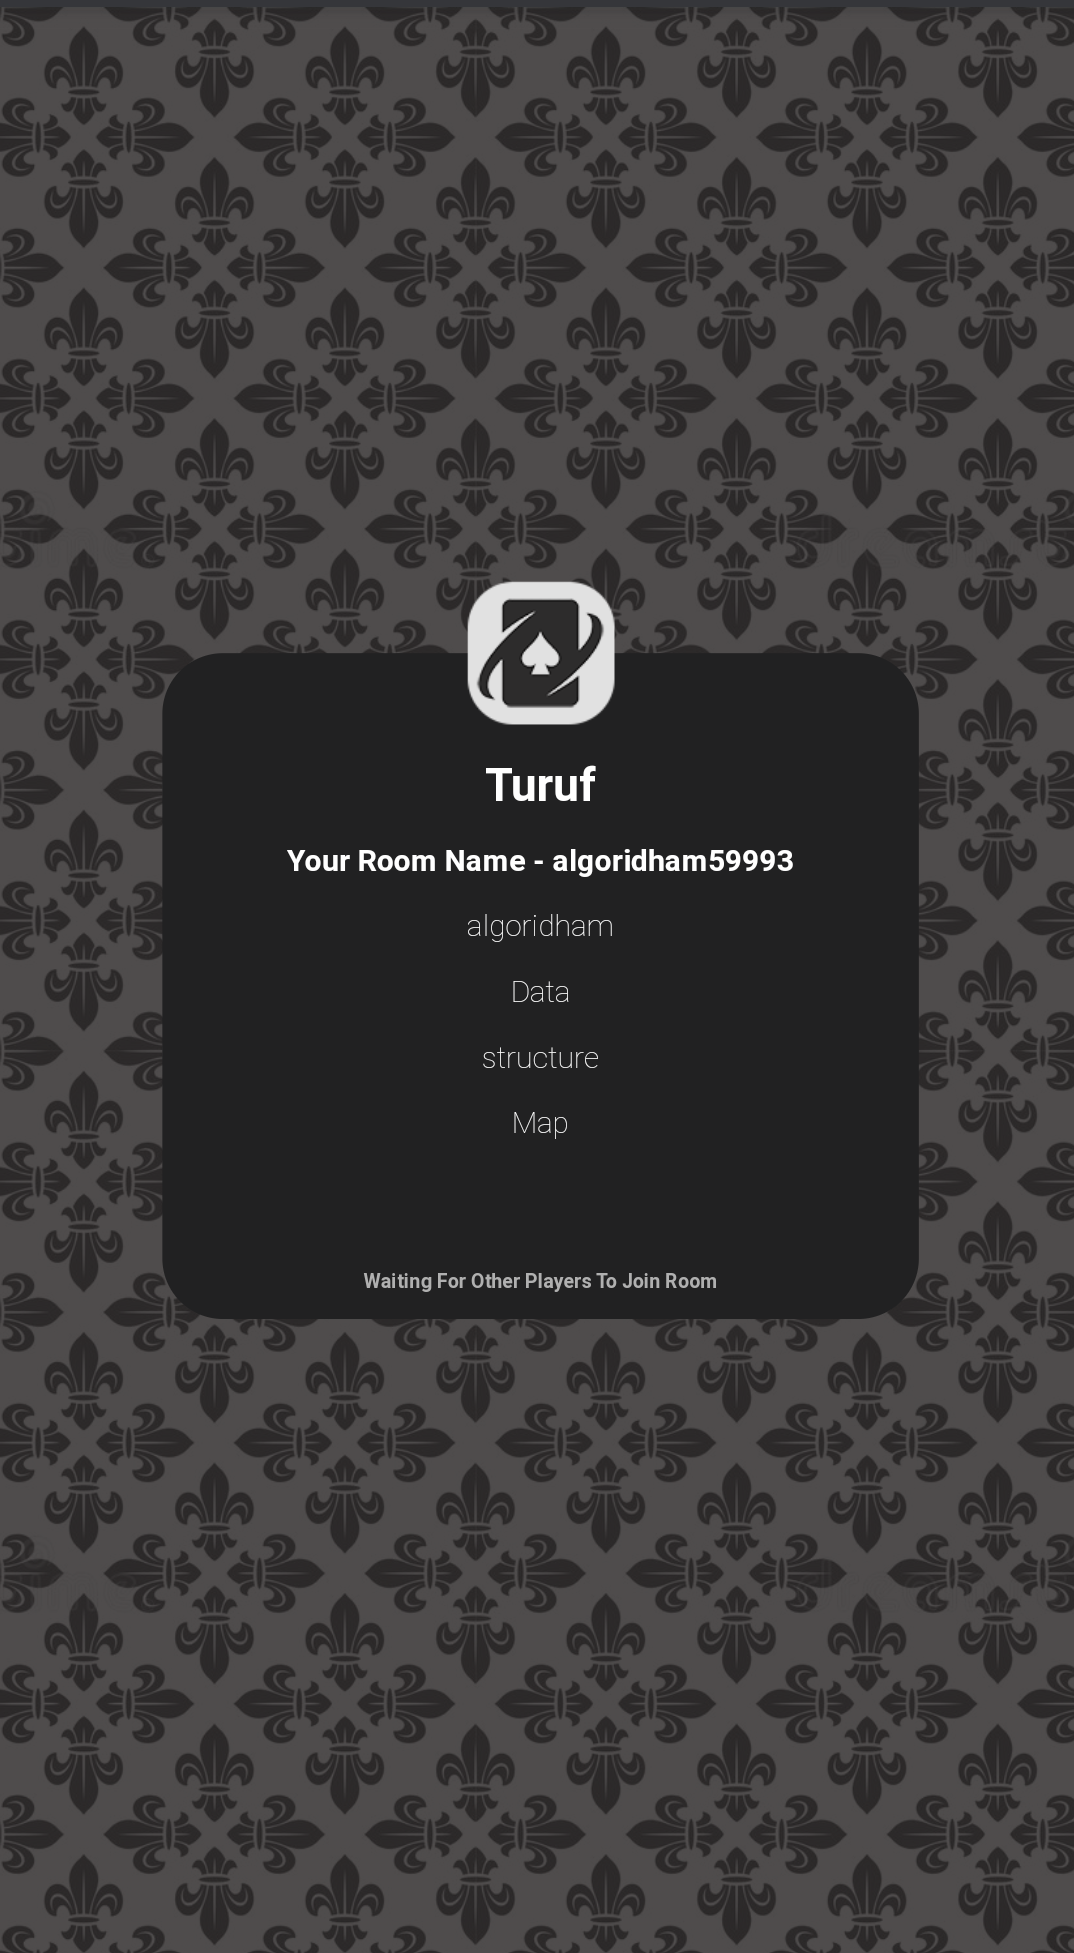 Turuf
Your Room Name - algoridham59993
algoridham
Data
structure
Map
Waiting For Other Players To Join Room